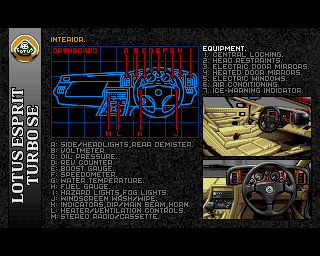 LOTUS ESPRIT
TURBO SE
LOTUS
INTERIOR.
DASHBOARD
A B C D E F G H I
J
K
M L H
EQUIPMENT.
1. CENTRAL LOCKING.
2. HEAD RESTRAINTS.
3. ELECTRIC DOOR MIRRORS
4. HEATED DOOR MIRRORS
5. ELECTRIC WINDOWS.
6. AIR CONDITIONING.
5. ICE-WARNING INDICATOR.
A: SIDE/HEADLIGHTS,REAR DEMISTER.
B: VOLTMETER.
C: OIL PRESSURE.
D: REV COUNTER.
E: BOOST GAUGE.
F: SPEEDOMETER.
G: WATER TEMPERATURE.
H: FUEL GAUGE.
I: HAZARD LIGHTS,FOG LIGHTS.
J: WINDSCREEN WASH/WIPE.
K: INDICATORS,DIP/MAIN BEAM,HORN.
L: HEATER/VENTILATION CONTROLS.
M: STEREO RADIO/CASSETTE.